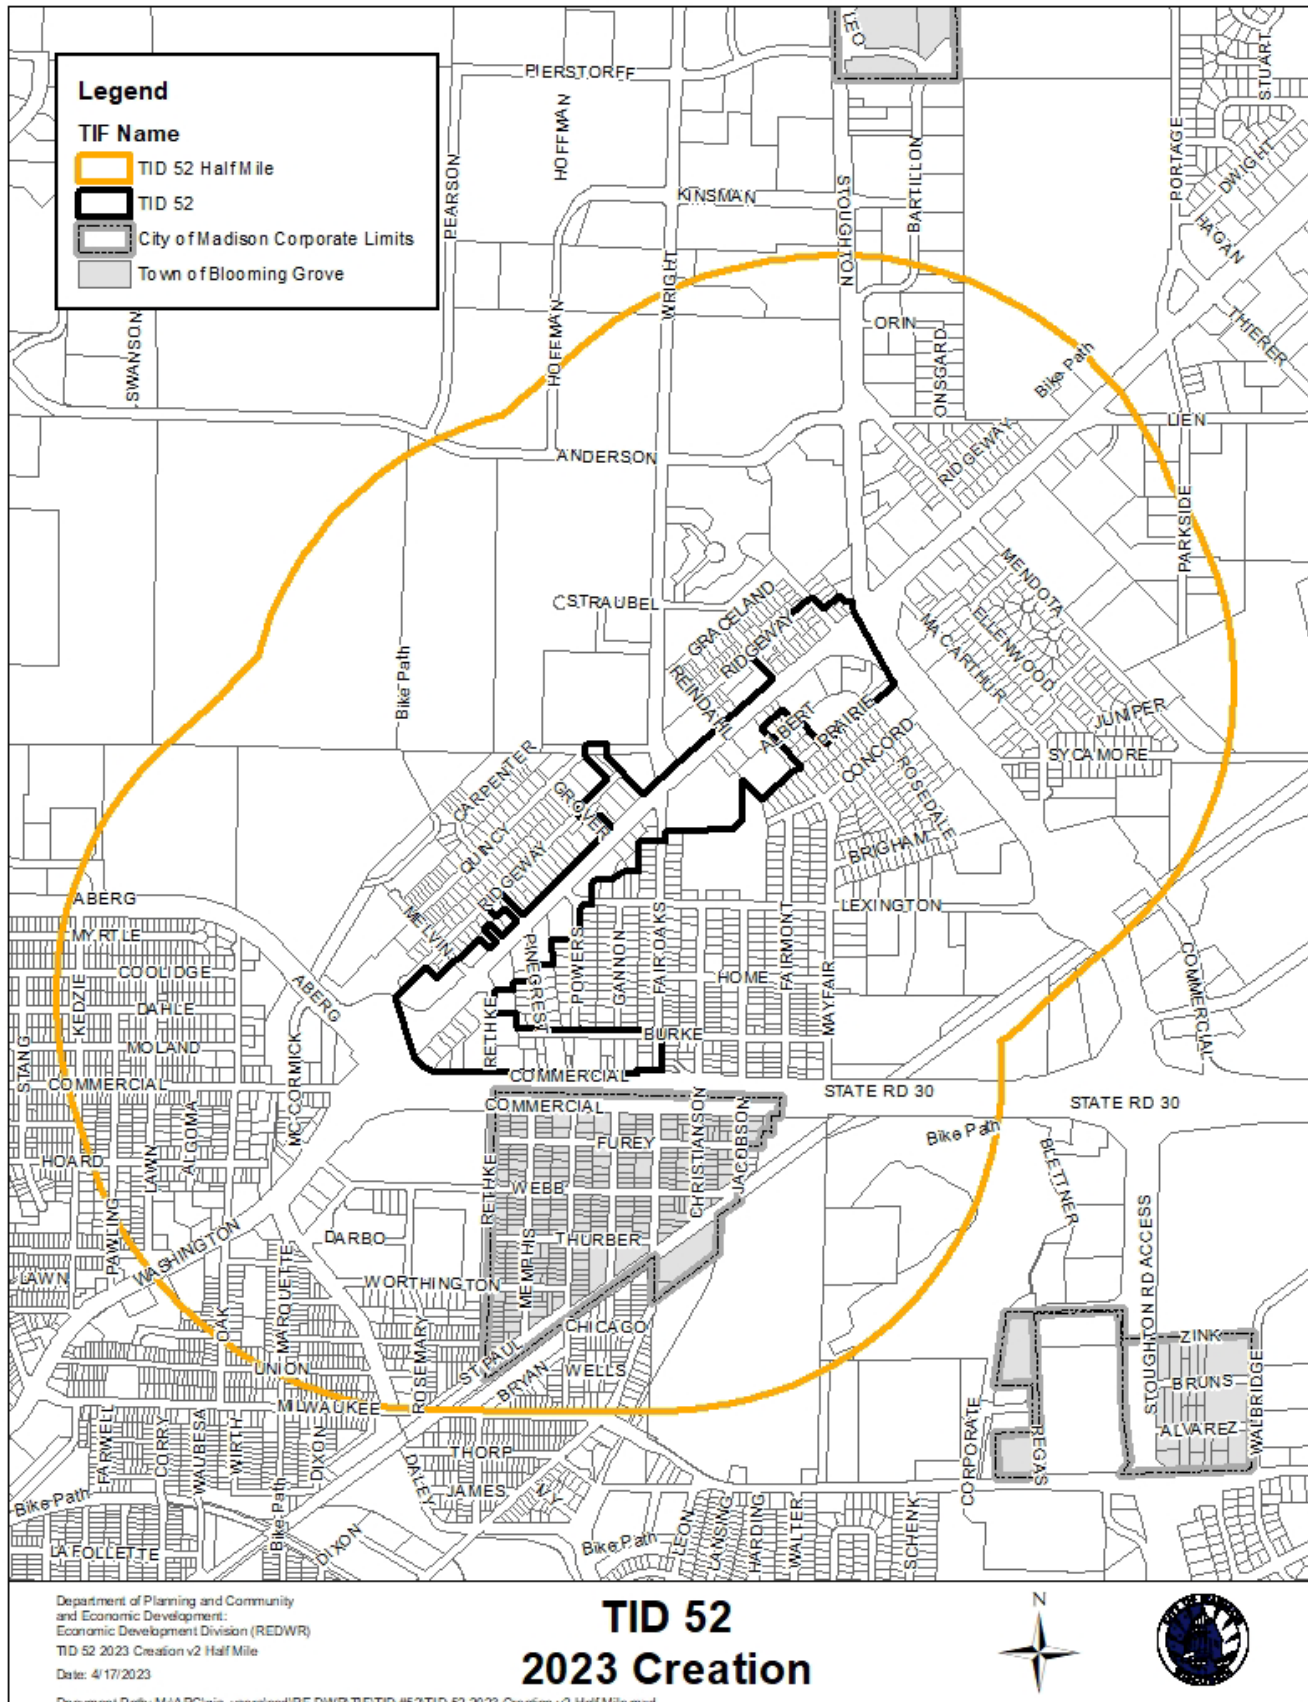 Legend
TIF Name
TID 52 Half Mile
TID 52
City of Madison Corporate Limits
Town of Blooming Grove
LEO
PIERSTORFF
STUART
HOFFMAN
PEARSON
PORTAGE
DWIGHT
BARTILLON
KINSMAN
STOUGHTON
HAGAN
WRIGHT
SWANSON
HOFFMAN
ORIN
THIERER
ONSGARD
Bike Path
LIEN
ANDERSON
RIDGEWAY
PARKSIDE
MENDOTA
STRAUBEL
GRACELAND
RIDGEWAY
ELLENWOOD
MACARTHUR
REINDAHL
Bike Path
ALBERT
PRAIRIE
CONCORD
JUNIPER
SYCAMORE
ROSEDALE
CARPENTER
GROVER
QUINCY
RIDGEWAY
BRIGHAM
ABERG
MELVIN
LEXINGTON
MYRTLE
COOLIDGE
KEDZIE
DAHLE
MOLAND
STANG
COMMERCIAL
ABERG
PINECREST
POWERS
GANNON
FAIROAKS
HOME
FAIRMONT
MAYFAIR
COMMERCIAL
RETHKE
BURKE
MCCORMICK
COMMERCIAL
STATE RD 30
STATE RD 30
COMMERCIAL
FUREY
CHRISTIANSON
JACOBSON
Bike Path
BLETTNER
HOARD
LAWN
ALGOMA
RETHKE
WEBB
THURBER
MEMPHIS
PAWLING
WASHINGTON
DARBO
WORTHINGTON
LAWN
OAK
MARQUETTE
ROSEMARY
UNION
MILWAUKEE
CHICAGO
ST PAUL
BRYAN
WELLS
STOUGHTON RD ACCESS
ZINK
BRUNS
ALVAREZ
WALBRIDGE
CORPORATE
REGAS
FARWELL
CORRY
WAUBESA
WIRTH
DIXON
Bike Path
Bike Path
DALEY
THORP
JAMES
IVY
DIXON
LAFOLLETTE
Bike Path
LEON
LANSING
HARDING
WALTER
SCHENK
Department of Planning and Community
and Economic Development:
Economic Development Division (REDWR)
TID 52 2023 Creation v2 Half Mile
Date: 4/17/2023
TID 52
2023 Creation
N